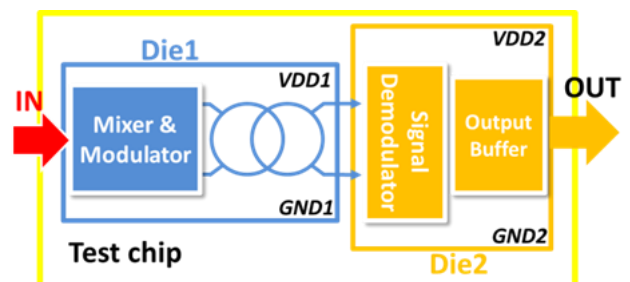 Die1
VDD2
IN
VDD1
OUT
Mixer &
Modulator
Signal
Demodulator
Output
Buffer
GND1
GND2
Test chip
Die2